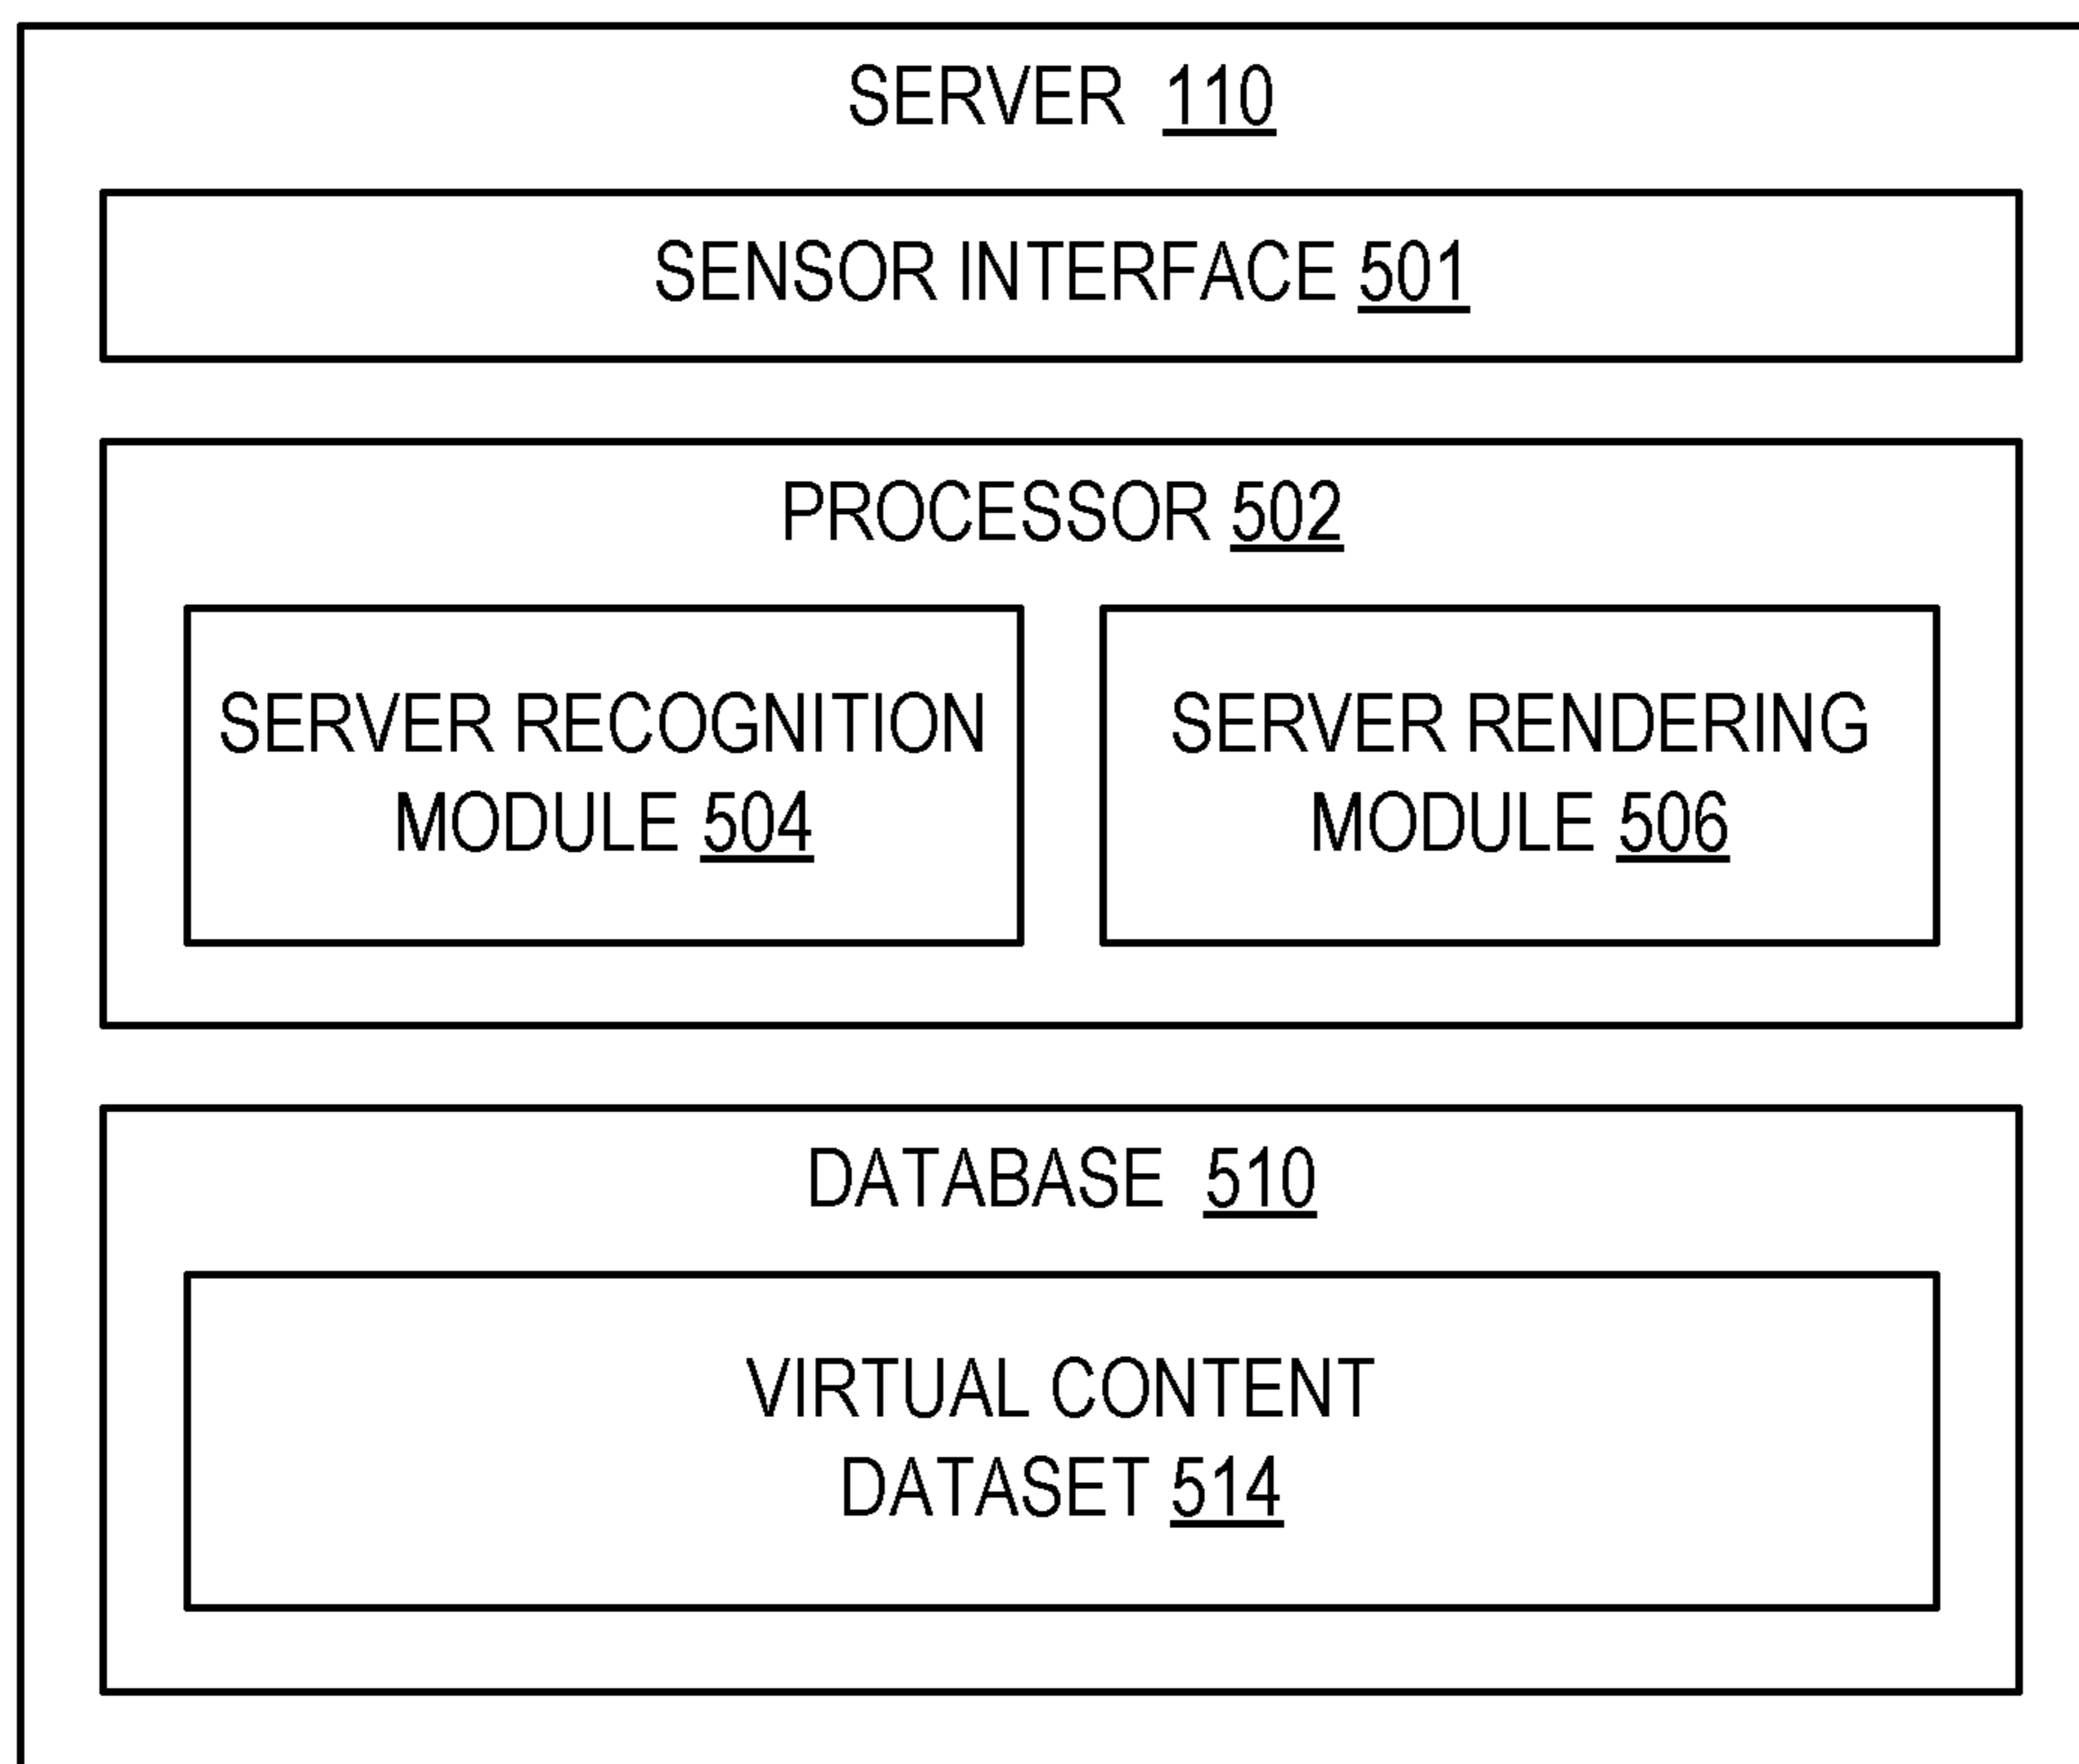 SERVER 110
SENSOR INTERFACE 501
PROCESSOR 502
SERVER RECOGNITION
MODULE 504
SERVER RENDERING
MODULE 506
DATABASE 510
VIRTUAL CONTENT
DATASET 514